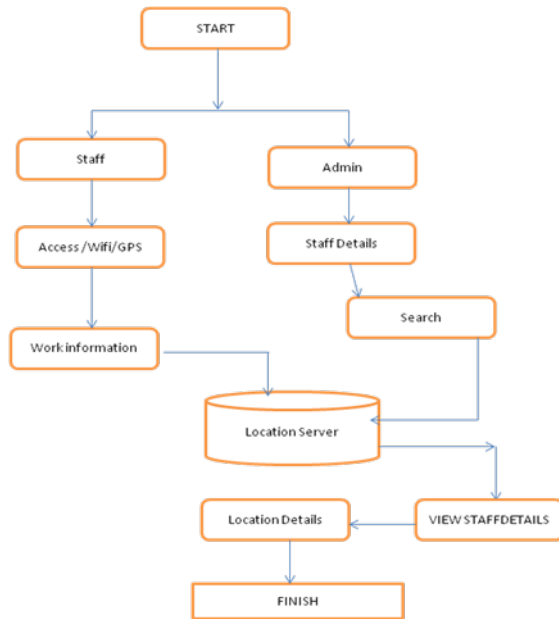 START
Staff
Admin
Access /Wifi/GPS
Staff Details
Search
Work information
Location Server
Location Details
VIEW STAFFDETAILS
FINISH